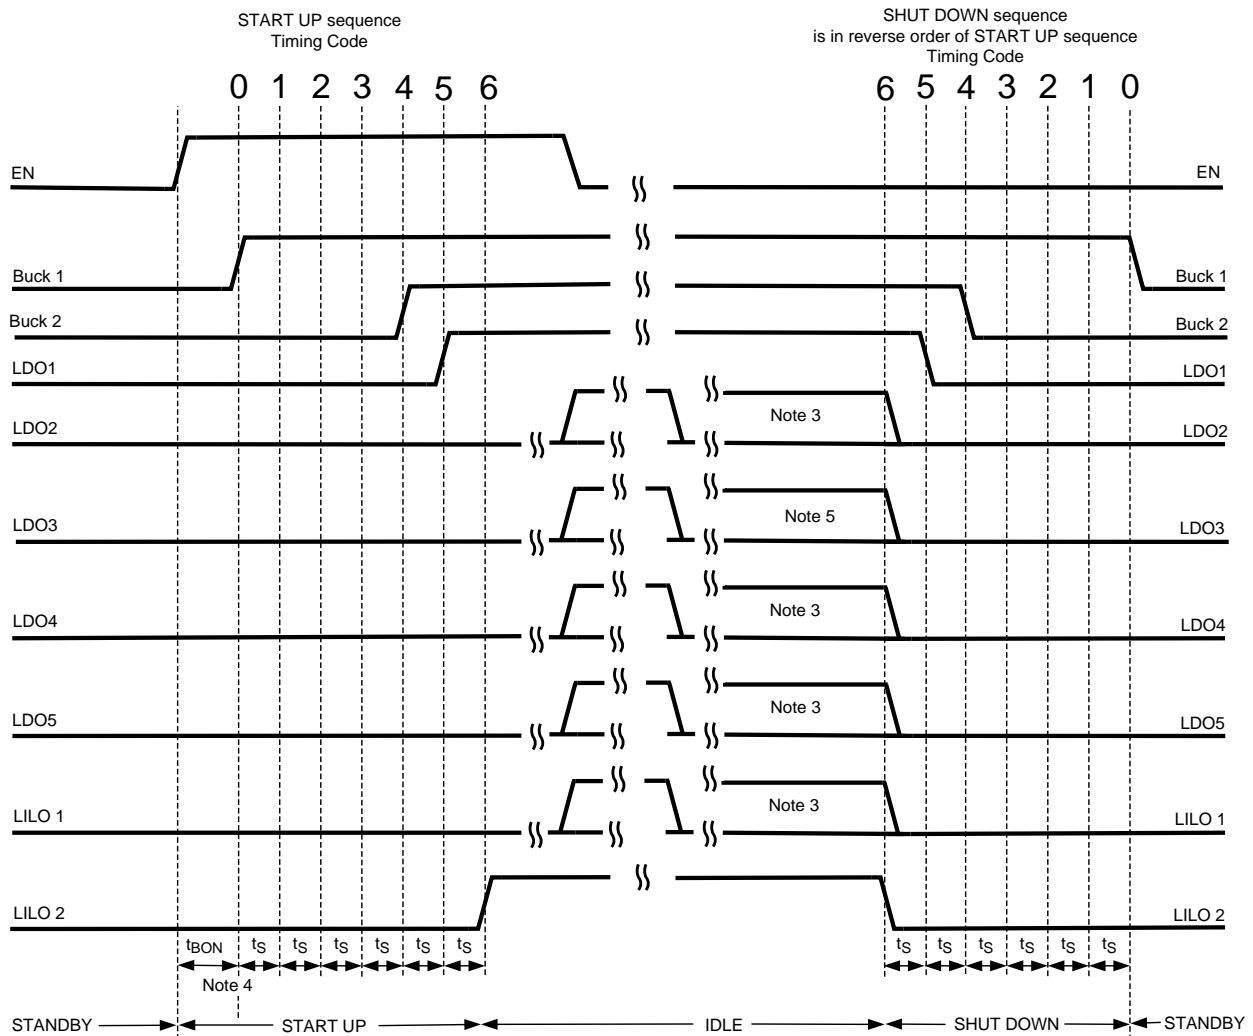 START UP sequence
Timing Code
SHUT DOWN sequence
is in reverse order of START UP sequence
Timing Code
0 1 2 3 4 5 6
6 5 4 3 2 1 0
EN EN
Buck 1 Buck 1
Buck 2 Buck 2
LDO1 LDO1
LDO2 Note 3 LDO2
LDO3 Note 5 LDO3
LDO4 Note 3 LDO4
LDO5 Note 3 LDO5
LILO 1 Note 3 LILO 1
LILO 2 LILO 2
tBON tS tS tS tS tS tS tS tS tS tS tS tS
Note 4
STANDBY START UP IDLE SHUT DOWN STANDBY